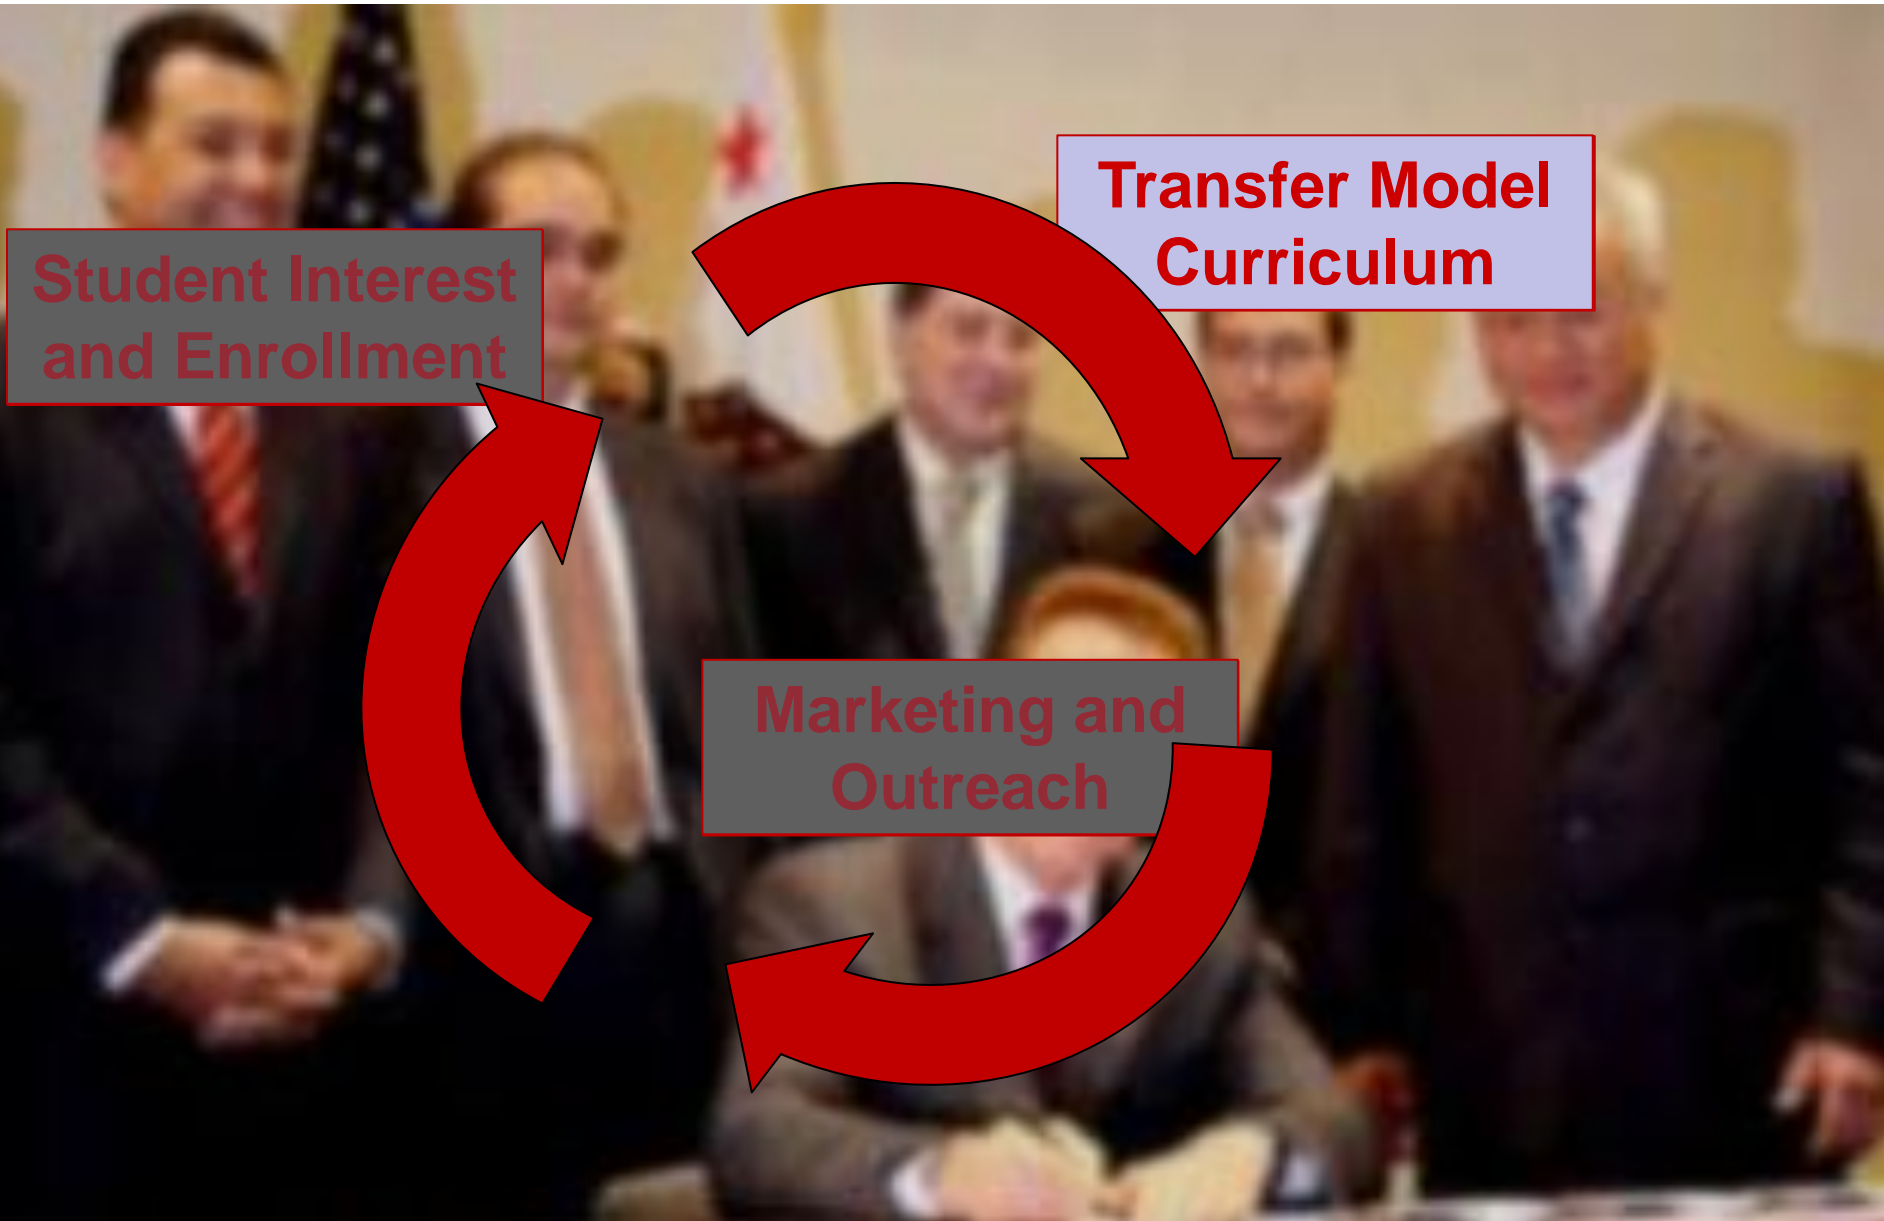 Transfer Model
Curriculum
Student Interest
and Enrollment
Marketing and
Outreach